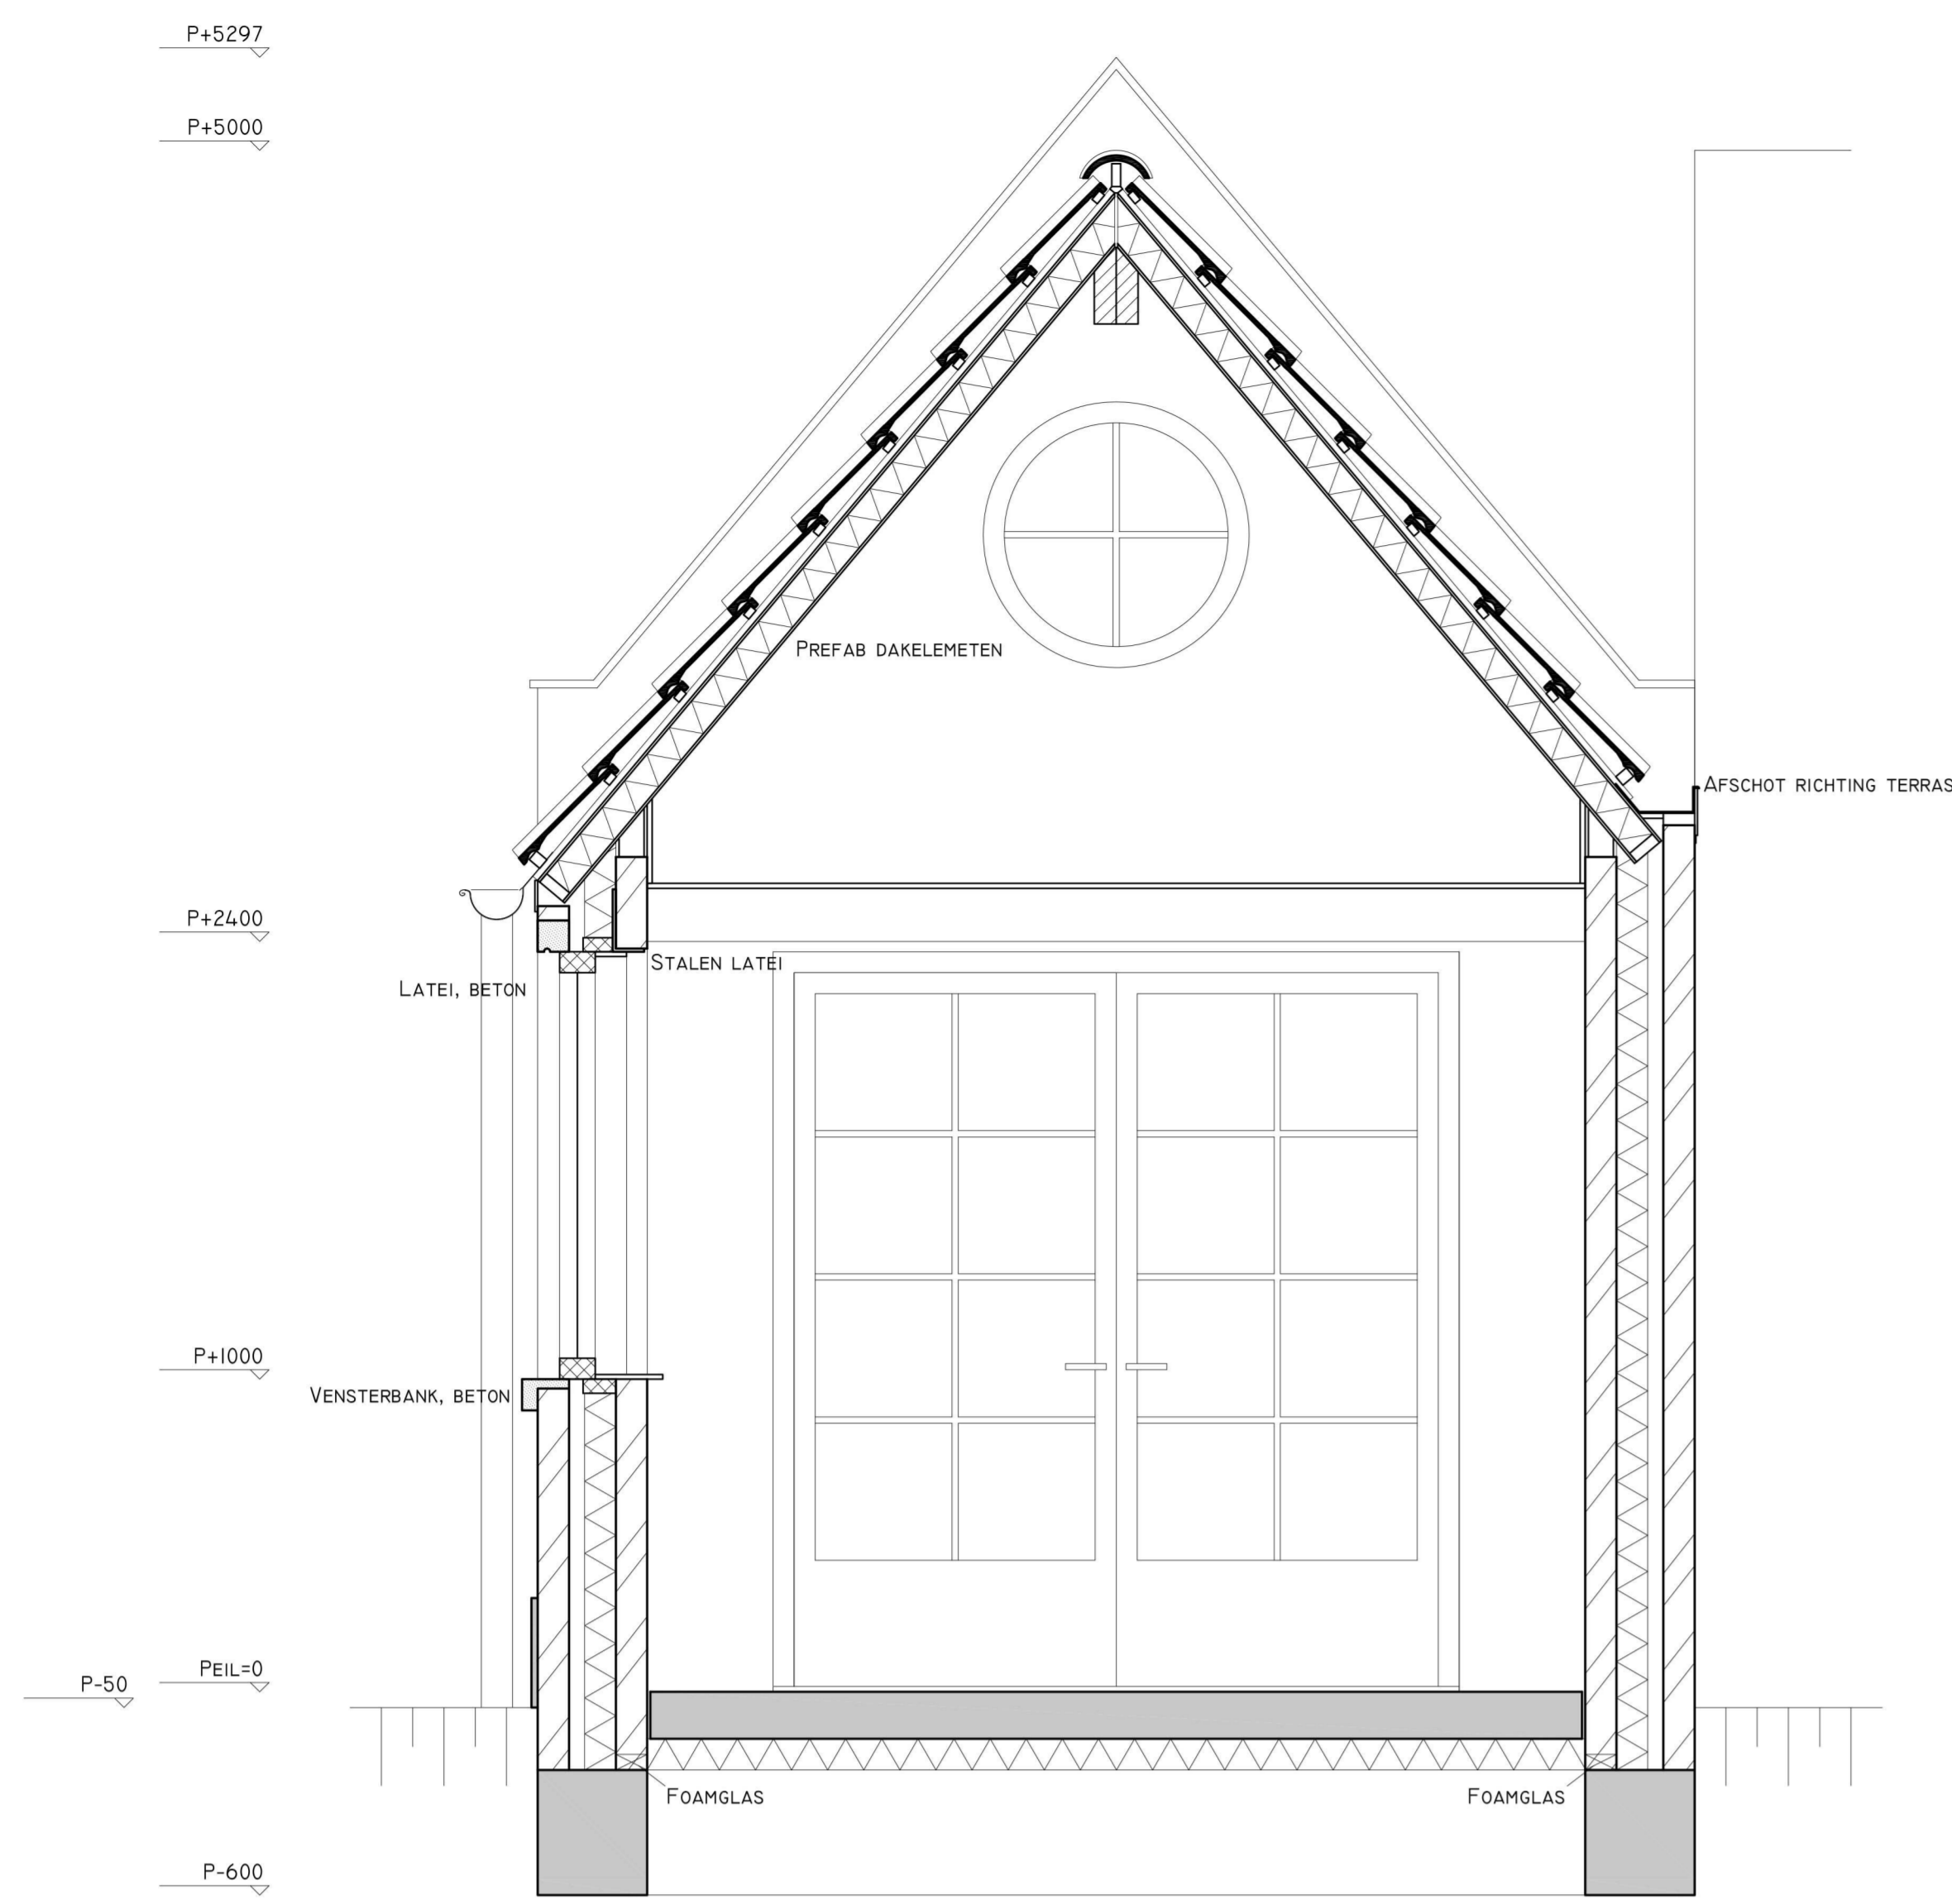 P+5297
P+5000
PREFAB DAKELEMETEN
AFSCHOT RICHTING TERRAS
P+2400
STALEN LATEI
LATEI, BETON
P+1000
VENSTERBANK, BETON
PEIL=0
P-50
FOAMGLAS
FOAMGLAS
P-600